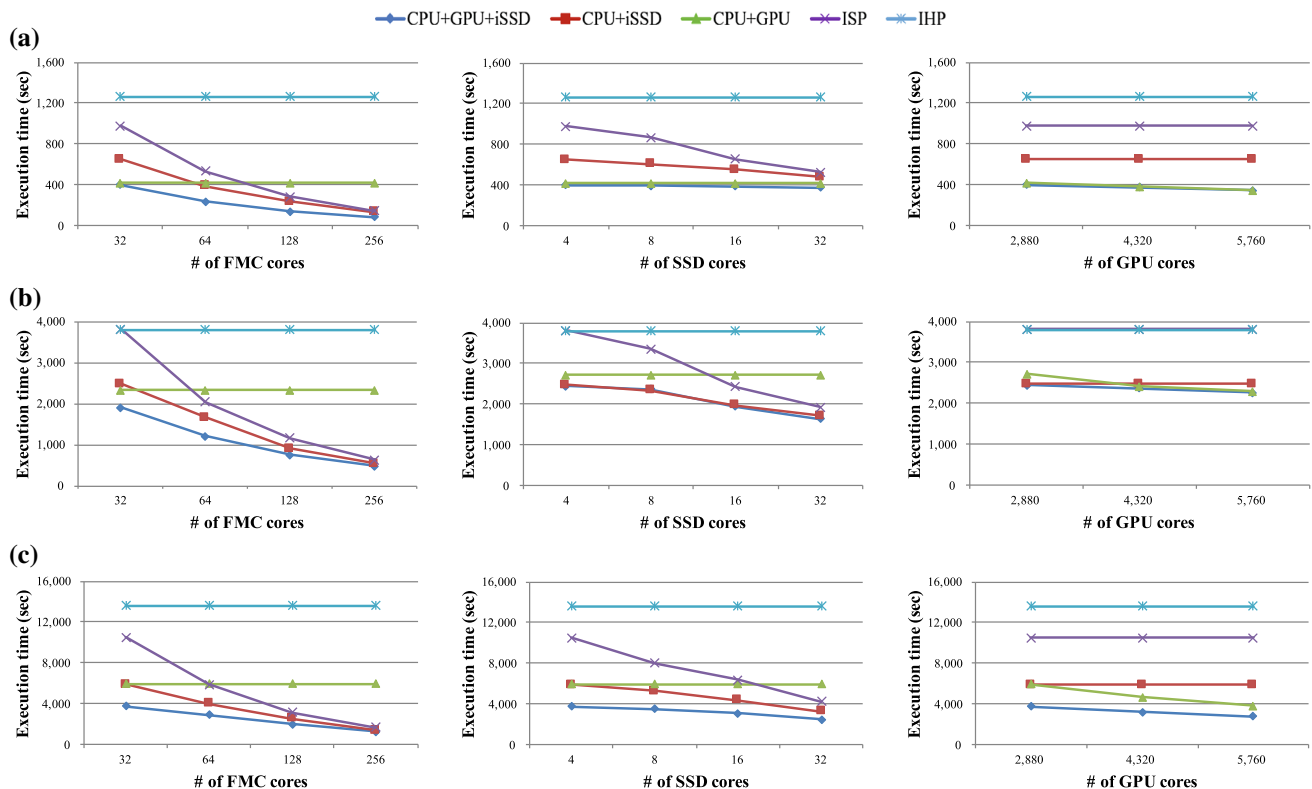 CPU+GPU+iSSD CPU+iSSD CPU+GPU ISP IHP
(a)
Execution time (sec)
1,600
1,200
800
400
0
32 64 128 256
# of FMC cores
Execution time (sec)
1,600
1,200
800
400
0
4 8 16 32
# of SSD cores
Execution time (sec)
1,600
1,200
800
400
0
2,880 4,320 5,760
# of GPU cores
(b)
Execution time (sec)
4,000
3,000
2,000
1,000
0
32 64 128 256
# of FMC cores
Execution time (sec)
4,000
3,000
2,000
1,000
0
4 8 16 32
# of SSD cores
Execution time (sec)
4,000
3,000
2,000
1,000
0
2,880 4,320 5,760
# of GPU cores
(c)
Execution time (sec)
16,000
12,000
8,000
4,000
0
32 64 128 256
# of FMC cores
Execution time (sec)
16,000
12,000
8,000
4,000
0
4 8 16 32
# of SSD cores
Execution time (sec)
16,000
12,000
8,000
4,000
0
2,880 4,320 5,760
# of GPU cores